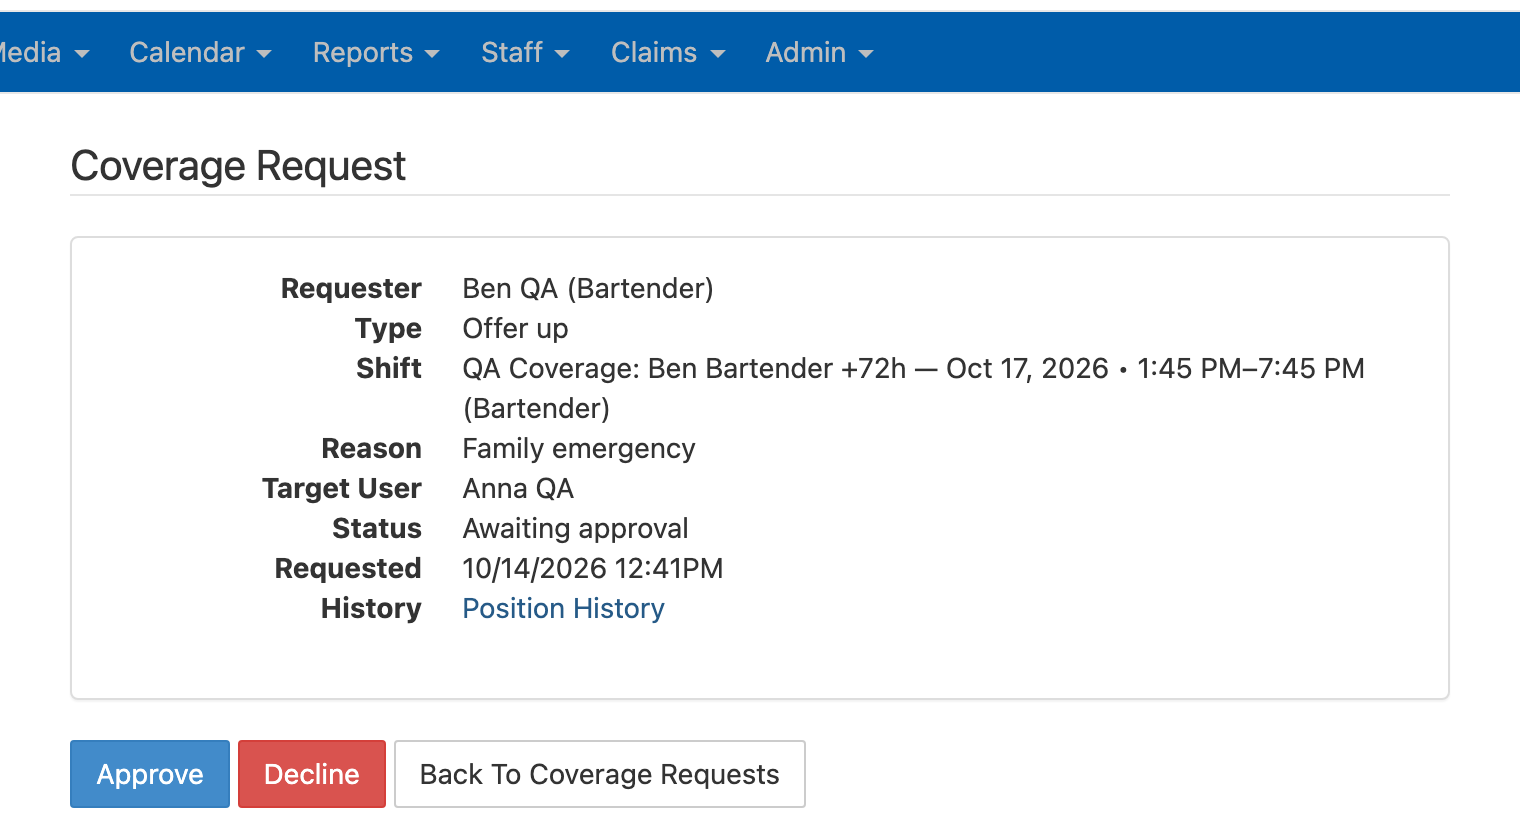 Media Calendar Reports Staff Claims Admin
Coverage Request
Requester Ben QA (Bartender)
Type Offer up
Shift QA Coverage: Ben Bartender +72h — Oct 17, 2026 • 1:45 PM–7:45 PM
(Bartender)
Reason Family emergency
Target User Anna QA
Status Awaiting approval
Requested 10/14/2026 12:41PM
History Position History
Approve Decline Back To Coverage Requests